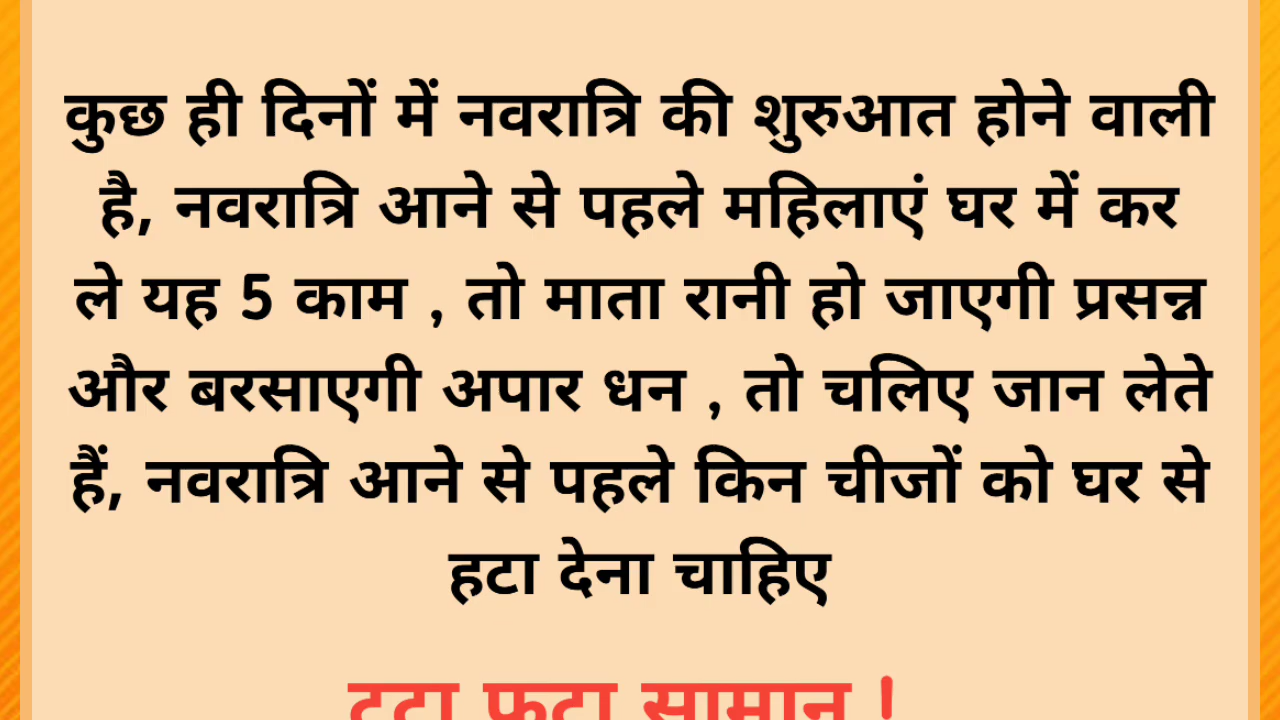 कुछ ही दिनों में नवरात्रि की शुरुआत होने वाली
है, नवरात्रि आने से पहले महिलाएं घर में कर
ले यह 5 काम , तो माता रानी हो जाएगी प्रसन्न
और बरसाएगी अपार धन , तो चलिए जान लेते
हैं, नवरात्रि आने से पहले किन चीजों को घर से
हटा देना चाहिए
टूटा फूटा सामान !